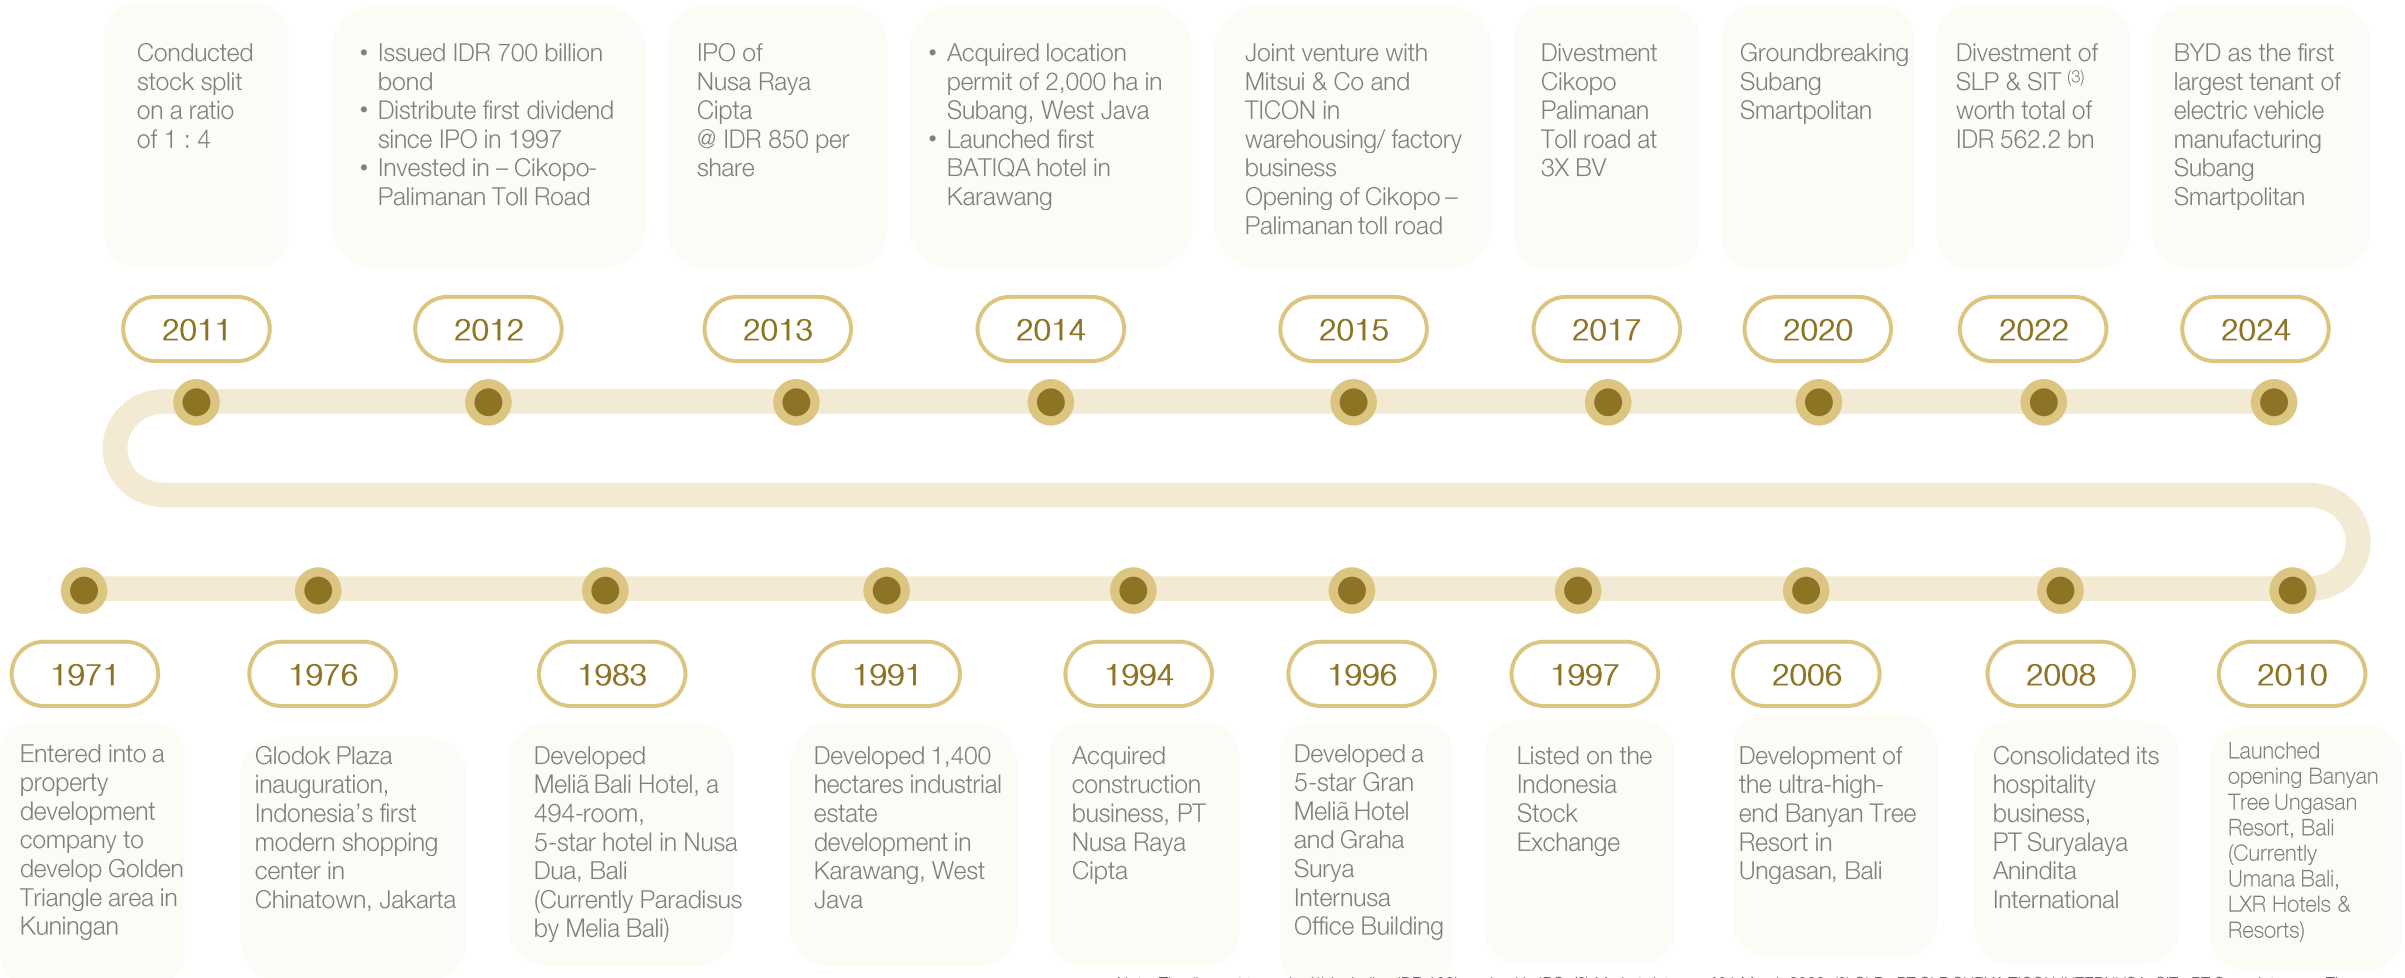 Conducted
stock split
on a ratio
of 1 : 4
• Issued IDR 700 billion
bond
• Distribute first dividend
since IPO in 1997
• Invested in – Cikopo-
Palimanan Toll Road
IPO of
Nusa Raya
Cipta
@ IDR 850 per
share
• Acquired location
permit of 2,000 ha in
Subang, West Java
• Launched first
BATIQA hotel in
Karawang
Joint venture with
Mitsui & Co and
TICON in
warehousing/ factory
business
Opening of Cikopo –
Palimanan toll road
Divestment
Cikopo
Palimanan
Toll road at
3X BV
Groundbreaking
Subang
Smartpolitan
Divestment of
SLP & SIT (3)
worth total of
IDR 562.2 bn
BYD as the first
largest tenant of
electric vehicle
manufacturing
Subang
Smartpolitan
2011
2012
2013
2014
2015
2017
2020
2022
2024
1971
1976
1983
1991
1994
1996
1997
2006
2008
2010
Entered into a
property
development
company to
develop Golden
Triangle area in
Kuningan
Glodok Plaza
inauguration,
Indonesia's first
modern shopping
center in
Chinatown, Jakarta
Developed
Meliã Bali Hotel, a
494-room,
5-star hotel in Nusa
Dua, Bali
(Currently Paradisus
by Melia Bali)
Developed 1,400
hectares industrial
estate
development in
Karawang, West
Java
Acquired
construction
business, PT
Nusa Raya
Cipta
Developed a
5-star Gran
Meliã Hotel
and Graha
Surya
Internusa
Office Building
Listed on the
Indonesia
Stock
Exchange
Development of
the ultra-high-
end Banyan Tree
Resort in
Ungasan, Bali
Consolidated its
hospitality
business,
PT Suryalaya
Anindita
International
Launched
opening Banyan
Tree Ungasan
Resort, Bali
(Currently
Umana Bali,
LXR Hotels &
Resorts)